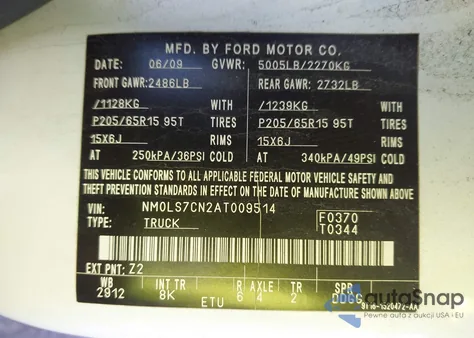 MFD. BY FORD MOTOR CO.
DATE: 06/09 GVWR: 5005LB/2270KG
FRONT GAWR: 2486LB REAR GAWR: 2732LB
/1128KG WITH /1239KG WITH
P205/65R15 95T TIRES P205/65R15 95T TIRES
15X6J RIMS 15X6J RIMS
AT 250kPA/36PSI COLD AT 340kPA/49PSI COLD
THIS VEHICLE CONFORMS TO ALL APPLICABLE FEDERAL MOTOR VEHICLE SAFETY AND
THEFT PREVENTION STANDARDS IN EFFECT ON THE DATE OF MANUFACTURE SHOWN ABOVE.
VIN: NM0LS7CN2AT009514 F0370
TYPE: TRUCK T0344
EXT PNT: Z2
WB INT TR AXLE TR SPR
2912 8K ETU 6 4 2 DDGG
autoSnap
Pewne auta z dużym zyskiem z USA i EU